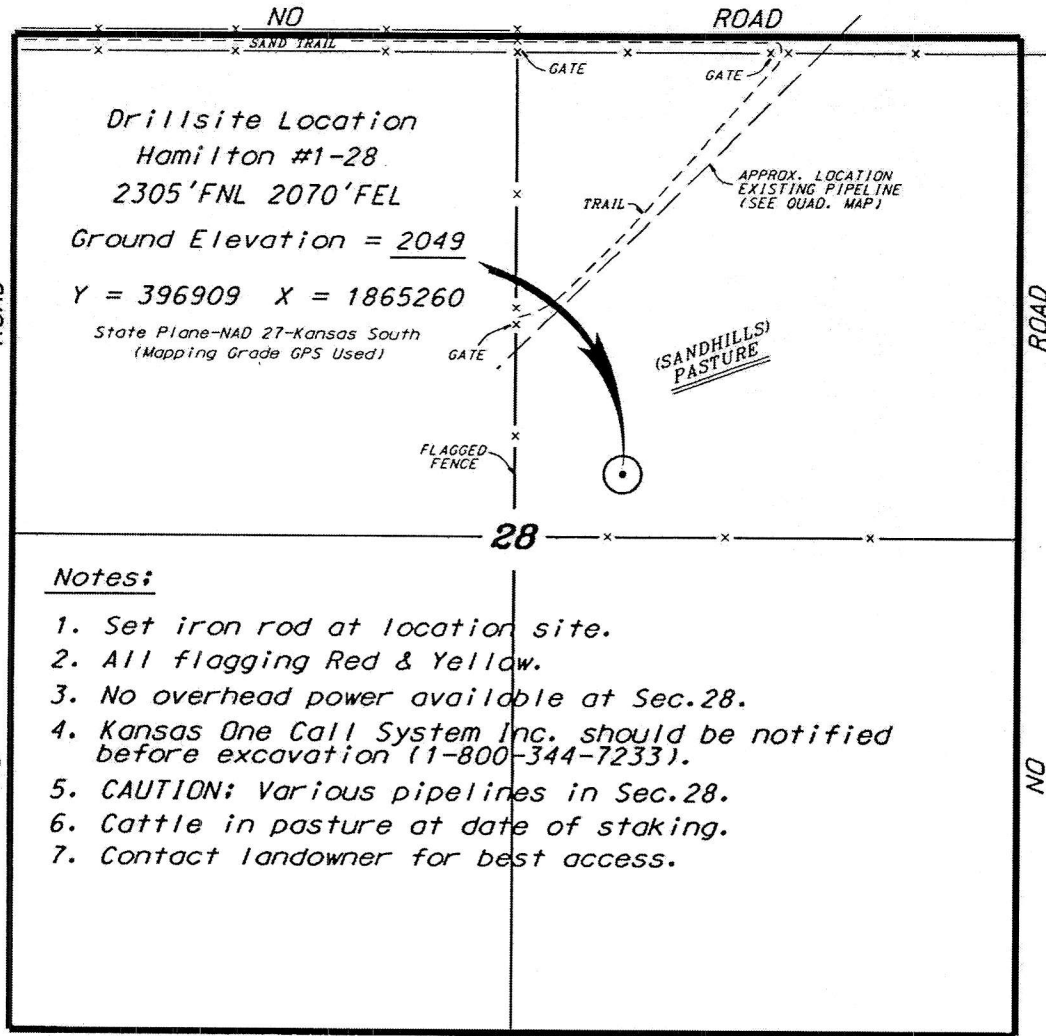 NO ROAD
SAND TRAIL
GATE
GATE
Drillsite Location
Hamilton #1-28
2305'FNL 2070'FEL
Ground Elevation = 2049
Y = 396909 X = 1865260
State Plane-NAD 27-Kansas South
(Mapping Grade GPS Used)
GATE
TRAIL
APPROX. LOCATION
EXISTING PIPELINE
(SEE QUAD. MAP)
(SANDHILLS)
PASTURE
FLAGGED
FENCE
ROAD
NO
28
Notes:
1. Set iron rod at location site.
2. All flagging Red & Yellow.
3. No overhead power available at Sec.28.
4. Kansas One Call System Inc. should be notified
before excavation (1-800-344-7233).
5. CAUTION: Various pipelines in Sec.28.
6. Cattle in pasture at date of staking.
7. Contact landowner for best access.